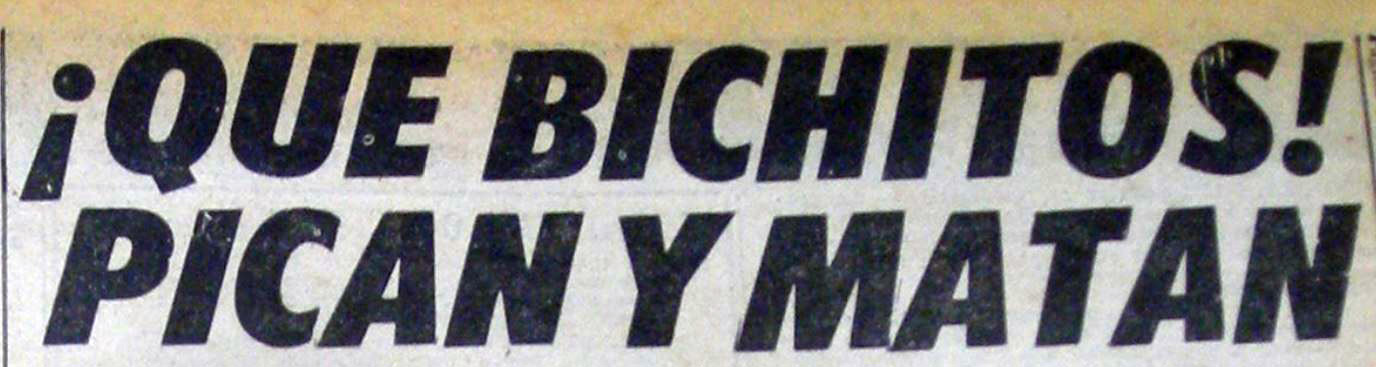 ¡QUE BICHITOS!
PICAN Y MATAN